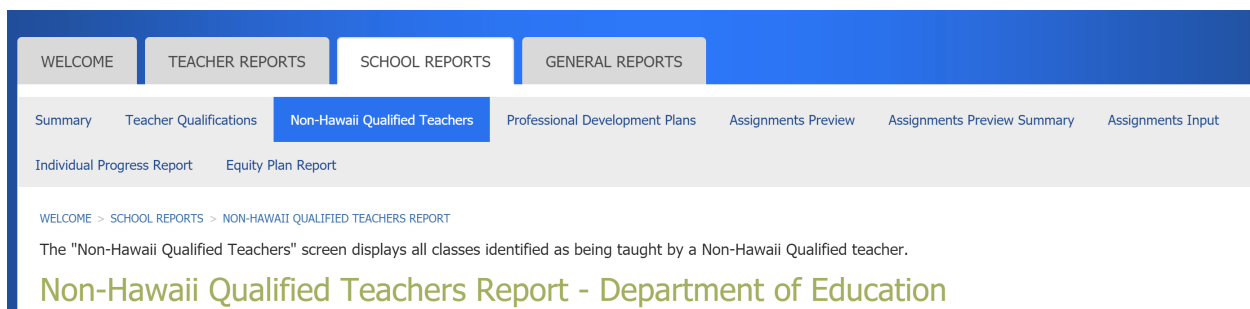 WELCOME TEACHER REPORTS SCHOOL REPORTS GENERAL REPORTS
Summary Teacher Qualifications Non-Hawaii Qualified Teachers Professional Development Plans Assignments Preview Assignments Preview Summary Assignments Input
Individual Progress Report Equity Plan Report
WELCOME > SCHOOL REPORTS > NON-HAWAII QUALIFIED TEACHERS REPORT
The "Non-Hawaii Qualified Teachers" screen displays all classes identified as being taught by a Non-Hawaii Qualified teacher.
Non-Hawaii Qualified Teachers Report - Department of Education